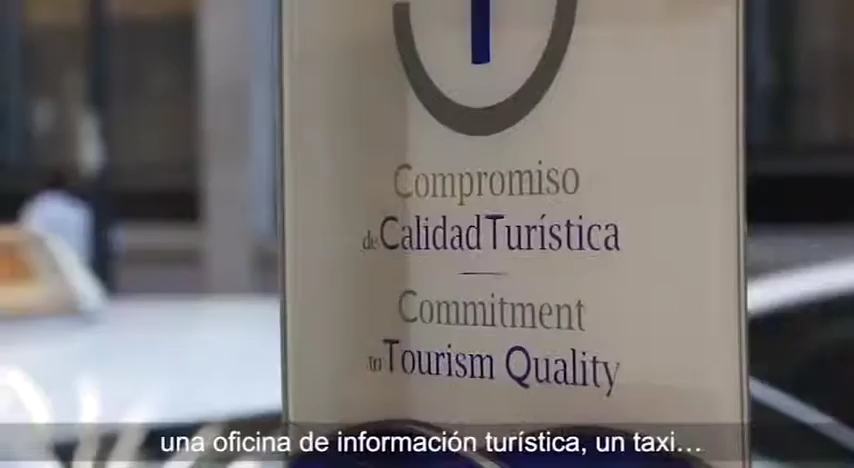 Compromiso
de Calidad Turística
Commitment
to Tourism Quality
una oficina de información turística, un taxi...